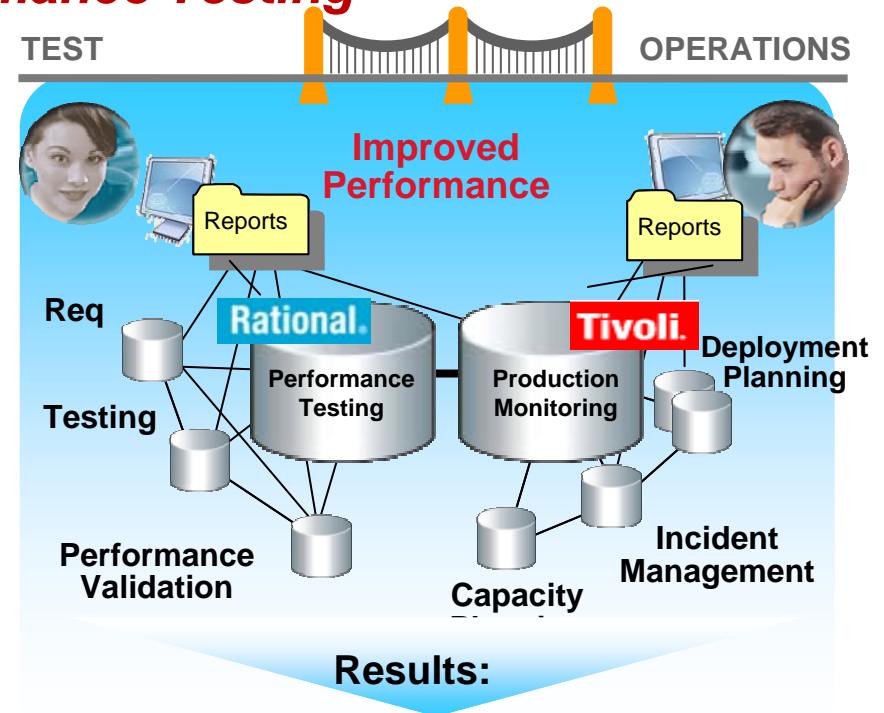 Testing
TEST
OPERATIONS
Improved
Performance
Reports
Reports
Req
Rational.
Tivoli.
Deployment
Planning
Performance
Testing
Production
Monitoring
Testing
Performance
Validation
Incident
Management
Capacity
Results: